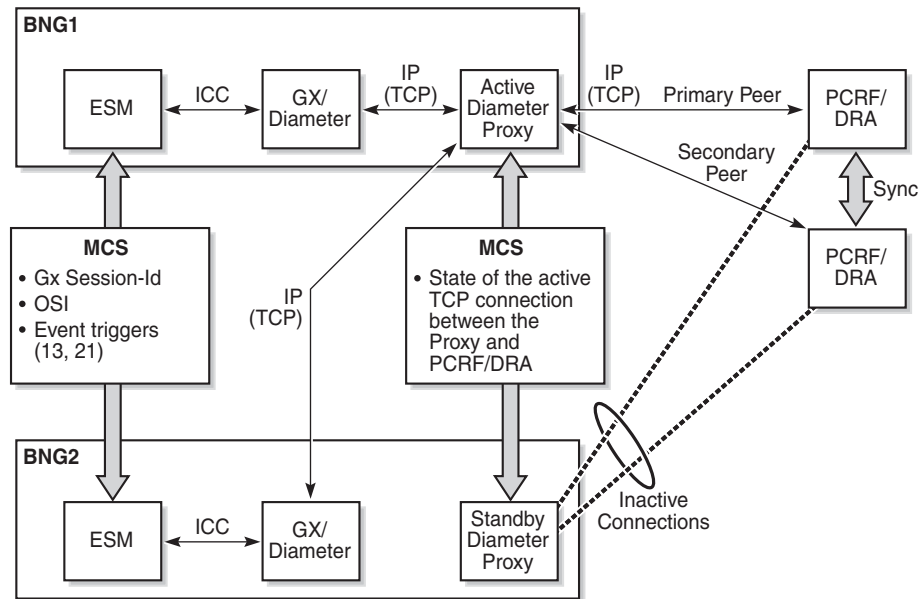 BNG1
ESM
ICC
GX/
Diameter
IP
(TCP)
Active
Diameter
Proxy
IP
(TCP)
Primary Peer
PCRF/
DRA
Secondary
Peer
Sync
PCRF/
DRA
MCS
• Gx Session-Id
• OSI
• Event triggers
(13, 21)
IP
(TCP)
MCS
• State of the active
TCP connection
between the
Proxy and
PCRF/DRA
BNG2
ESM
ICC
GX/
Diameter
Standby
Diameter
Proxy
Inactive
Connections